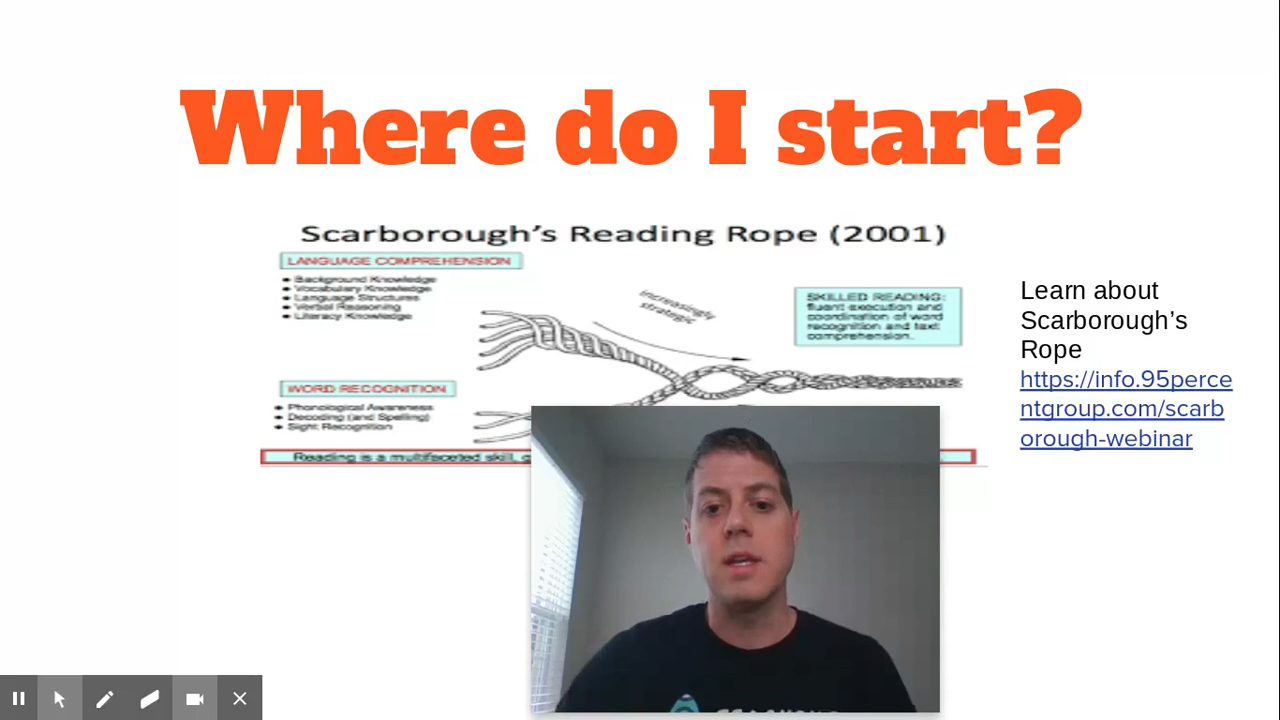 Where do I start?
Scarborough's Reading Rope (2001)
LANGUAGE COMPREHENSION
Background Knowledge
Vocabulary Knowledge
Language Structures
Verbal Reasoning
Literacy Knowledge
increasingly
strategic
SKILLED READING:
fluent execution and
coordination of word
recognition and text
comprehension.
WORD RECOGNITION
Phonological Awareness
Decoding (and Spelling)
Sight Recognition
Reading is a multifaceted skill,
Learn about
Scarborough's
Rope
https://info.95perce
ntgroup.com/scarb
orough-webinar